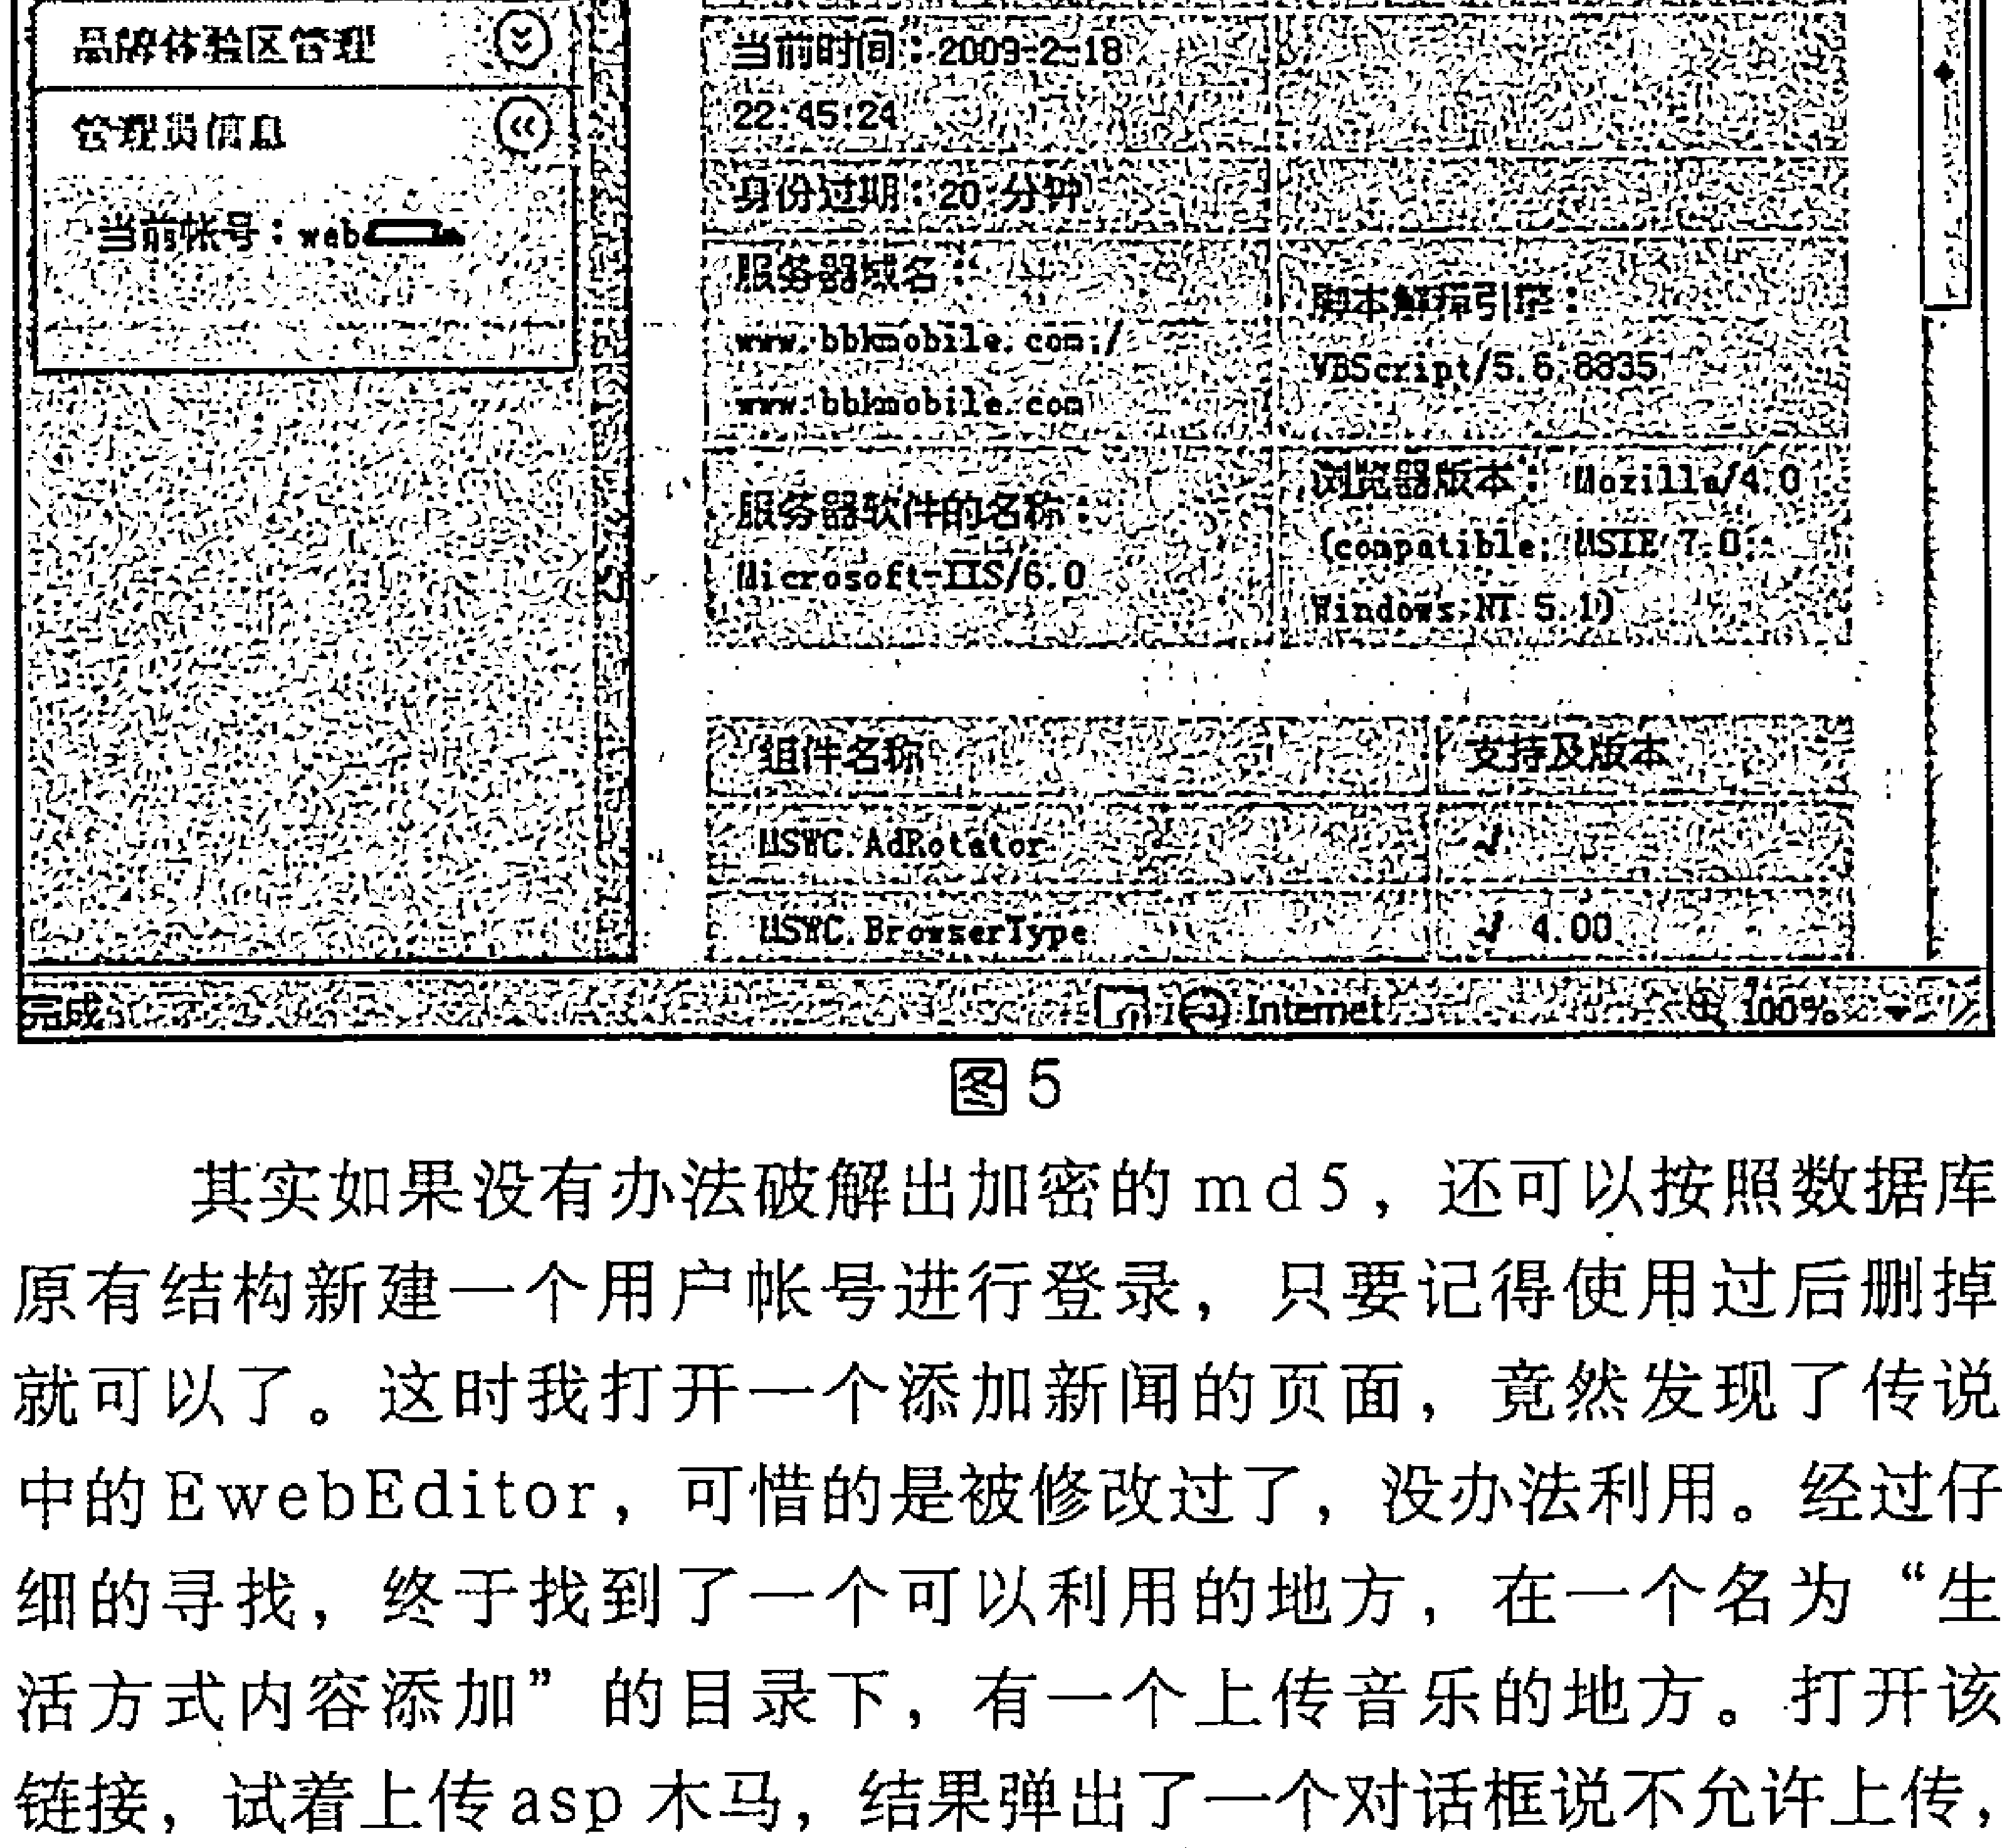 品牌体验区管理
管理员信息
当前帐号：web
当前时间：2009-2-18
22:45:24
身份过期：20 分钟
服务器域名：
www.bbkmobile.com /
www.bbkmobile.com
脚本解析引擎：
VBScript/5.6.8835
服务器软件的名称：
Microsoft-IIS/6.0
浏览器版本： Mozilla/4.0
(compatible; MSIE 7.0;
Windows NT 5.1)
组件名称 支持及版本
MSWC.AdRotator √
MSWC.BrowserType √ 4.00
完成 Internet 100%
图 5
其实如果没有办法破解出加密的md5，还可以按照数据库
原有结构新建一个用户帐号进行登录，只要记得使用过后删掉
就可以了。这时我打开一个添加新闻的页面，竟然发现了传说
中的EwebEditor，可惜的是被修改过了，没办法利用。经过仔
细的寻找，终于找到了一个可以利用的地方，在一个名为“生
活方式内容添加”的目录下，有一个上传音乐的地方。打开该
链接，试着上传asp木马，结果弹出了一个对话框说不允许上传，